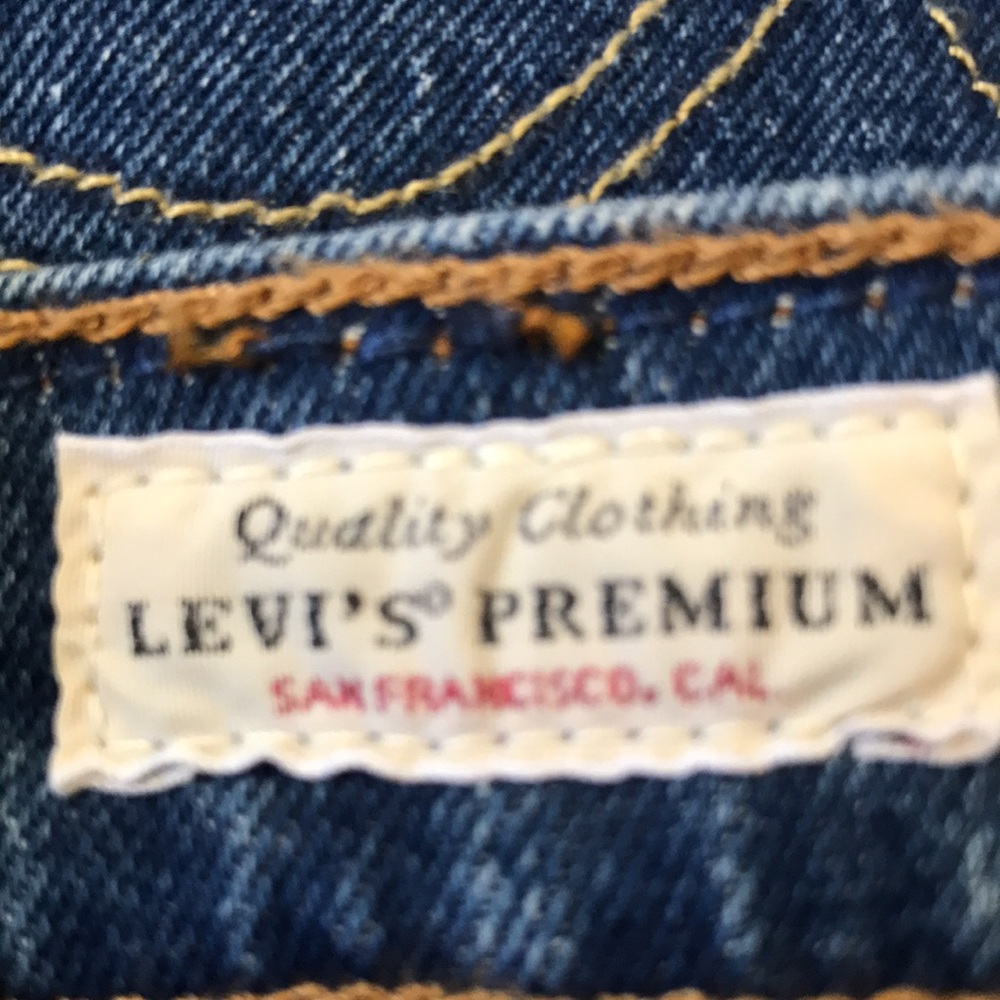 Quality Clothing
LEVI'S® PREMIUM
SAN FRANCISCO. CAL